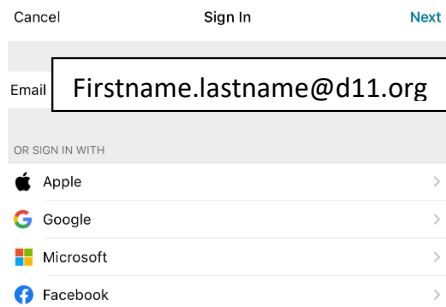 Cancel Sign In Next
Email Firstname.lastname@d11.org
OR SIGN IN WITH
Apple
Google
Microsoft
Facebook